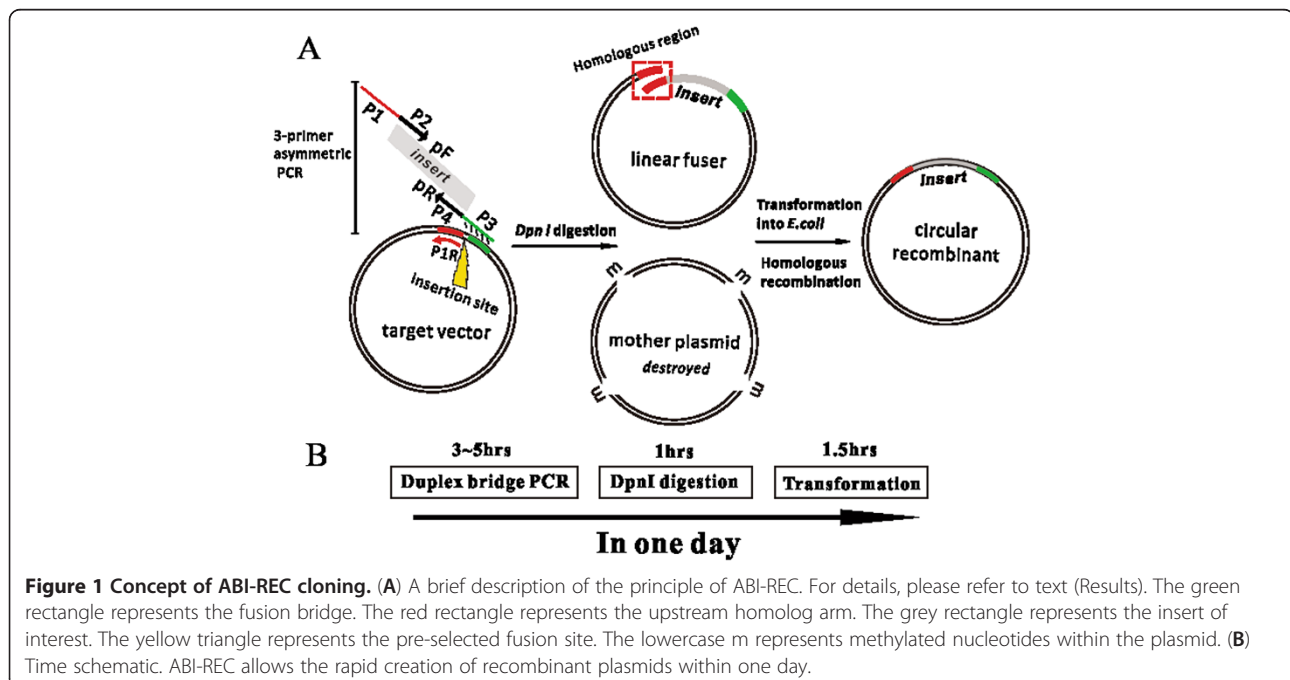 A
3-primer
asymmetric
PCR
P1
P2
pF
insert
pR
P4
P3
P1R
insertion site
target vector
Dpn I digestion
Homologous region
Insert
linear fuser
m
m
mother plasmid
destroyed
m
m
Transformation
into E.coli
Homologous
recombination
Insert
circular
recombinant
B
3~5hrs
1hrs
1.5hrs
Duplex bridge PCR
DpnI digestion
Transformation
In one day
Figure 1 Concept of ABI-REC cloning. (A) A brief description of the principle of ABI-REC. For details, please refer to text (Results). The green
rectangle represents the fusion bridge. The red rectangle represents the upstream homolog arm. The grey rectangle represents the insert of
interest. The yellow triangle represents the pre-selected fusion site. The lowercase m represents methylated nucleotides within the plasmid. (B)
Time schematic. ABI-REC allows the rapid creation of recombinant plasmids within one day.